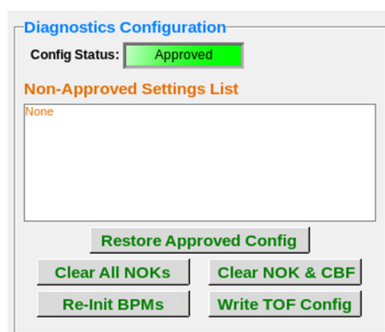 Diagnostics Configuration
Config Status: Approved
Non-Approved Settings List
None
Restore Approved Config
Clear All NOKs Clear NOK & CBF
Re-Init BPMs Write TOF Config